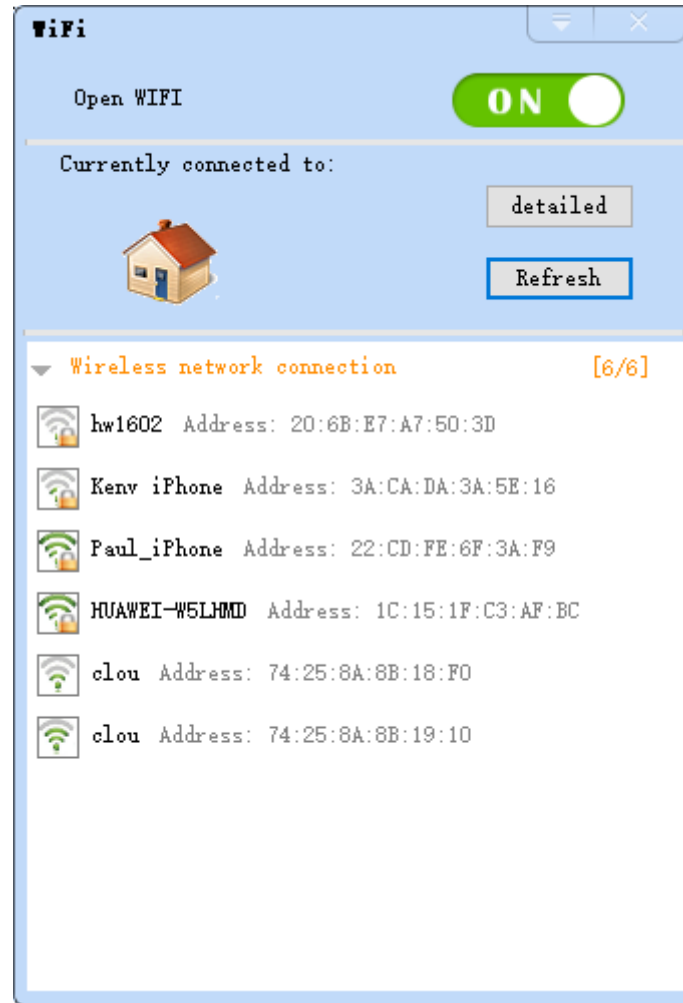 WiFi
Open WIFI ON
Currently connected to:
detailed
Refresh
Wireless network connection [6/6]
hw1602 Address: 20:6B:E7:A7:50:3D
Kenv iPhone Address: 3A:CA:DA:3A:5E:16
Paul_iPhone Address: 22:CD:FE:6F:3A:F9
HUAWEI-W5LHMD Address: 1C:15:1F:C3:AF:BC
clou Address: 74:25:8A:8B:18:F0
clou Address: 74:25:8A:8B:19:10